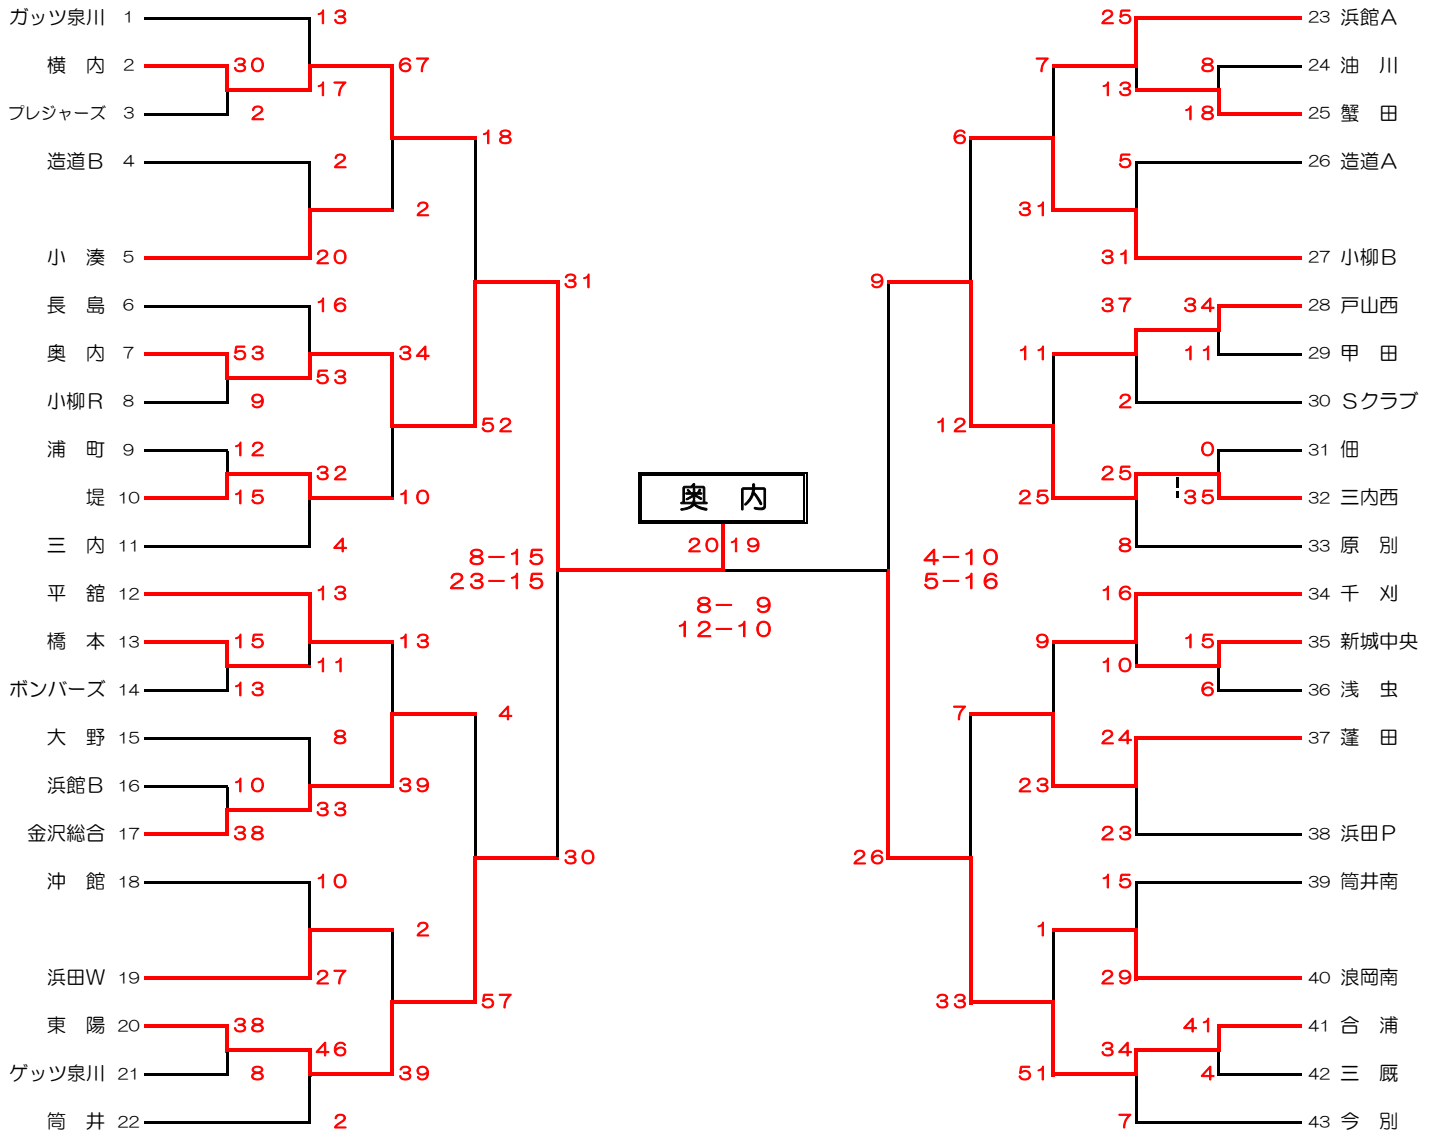 ガッツ泉川 1 13 25 23 浜館A
横 内 2 30 67 7 8 24 油 川
17 13
プレジャーズ 3 2 18 25 蟹 田
18 6
造道B 4 2 5 26 造道A
2 31
小 湊 5 20 31 27 小柳B
31 9
長 島 6 16 37 34 28 戸山西
奥 内 7 53 34 11 11 29 甲 田
53
小柳R 8 9 2 30 Sクラブ
52 12
浦 町 9 12 0 31 佃
32 25
堤 10 15 10 奥 内 25 35 32 三内西
三 内 11 4 20 19 8 33 原 別
8-15 4-10
23-15 5-16
平 舘 12 13 8- 9 16 34 千 刈
12-10
橋 本 13 15 13 9 15 35 新城中央
11 10
ボンバーズ 14 13 6 36 浅 虫
4 7
大 野 15 8 24 37 蓬 田
浜館B 16 10 39 23
33
金沢総合 17 38 23 38 浜田P
30 26
沖 館 18 10 15 39 筒井南
2 1
浜田W 19 27 29 40 浪岡南
57 33
東 陽 20 38 41 41 合 浦
46 34
ゲッツ泉川 21 8 39 51 4 42 三 厩
筒 井 22 2 7 43 今 別